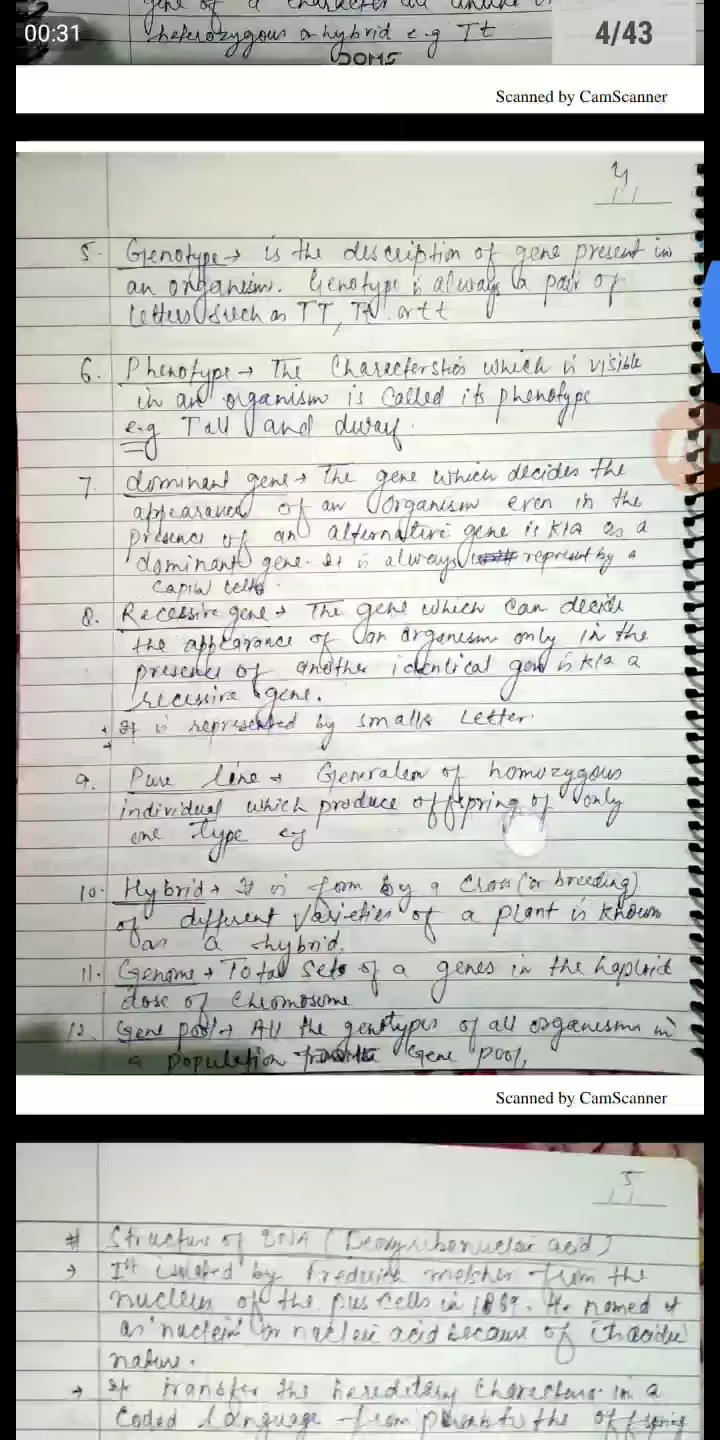 gene of a character are
00:31
heterozygous or hybrid e.g Tt
4/43
DOMS
Scanned by CamScanner
4
5. Genotype → is the description of gene present in
an organism. Genotype is always a pair of
letters such as TT, Tt or tt
6. Phenotype → The Characterstics which is visible
in an organism is called its phenotype
e.g Tall and dwarf.
7. dominant gene → The gene which decides the
appearance of an Organism even in the
presence of an alternative gene is K/a as a
dominant gene. It is always represent by a
8. Recessive gene → The gene which can decide
the appearance of an organism only in the
presence of another identical gene is K/a a
recessive gene.
It is represented by smalls Letter.
9. Pure line → Generation of homozygous
individual which produce offspring of only
one type eg
10. Hybrid → It is form by a Cross (or breeding)
of different Varieties of a plant is known
as a hybrid.
11. Genome → Total Sets of a genes in the haploid
dose of Chromosome
12. Gene pool → All the genotypes of all organisms in
a population Gene Pool,
Scanned by CamScanner
5
# Structure of DNA (Deoxyribonucleic acid)
→ Ist isolated by from the
nucleus of the pus Cells in 1869. He named it
as nuclein or nucleic acid because of
nature.
→ It transfer the hereditary Characters in a
Coded language from to the offspring